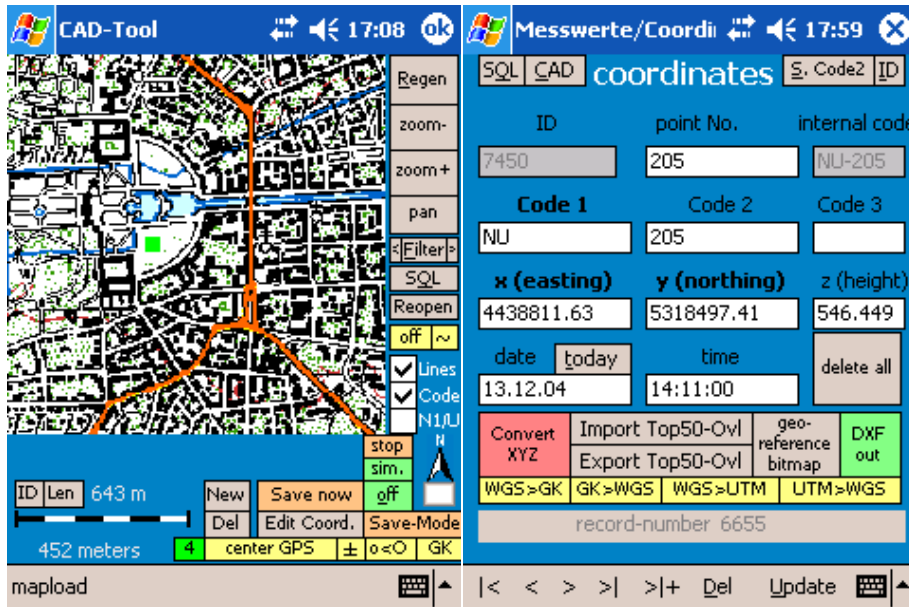 CAD-Tool 17:08 ok
Regen
zoom-
zoom+
pan
<Filter>
SQL
Reopen
off ~
Lines
Code
N1/U
stop N
sim.
ID Len 643 m New Save now off
Del Edit Coord. Save-Mode
452 meters 4 center GPS ± o<O GK
mapload
Messwerte/Coordi 17:59
SQL CAD coordinates S. Code2 ID
ID point No. internal code
7450 205 NU-205
Code 1 Code 2 Code 3
NU 205
x (easting) y (northing) z (height)
4438811.63 5318497.41 546.449
date today time delete all
13.12.04 14:11:00
Convert XYZ Import Top50-Ovl geo-reference bitmap DXF out
Export Top50-Ovl
WGS>GK GK>WGS WGS>UTM UTM>WGS
record-number 6655
|< < > >| >|+ Del Update